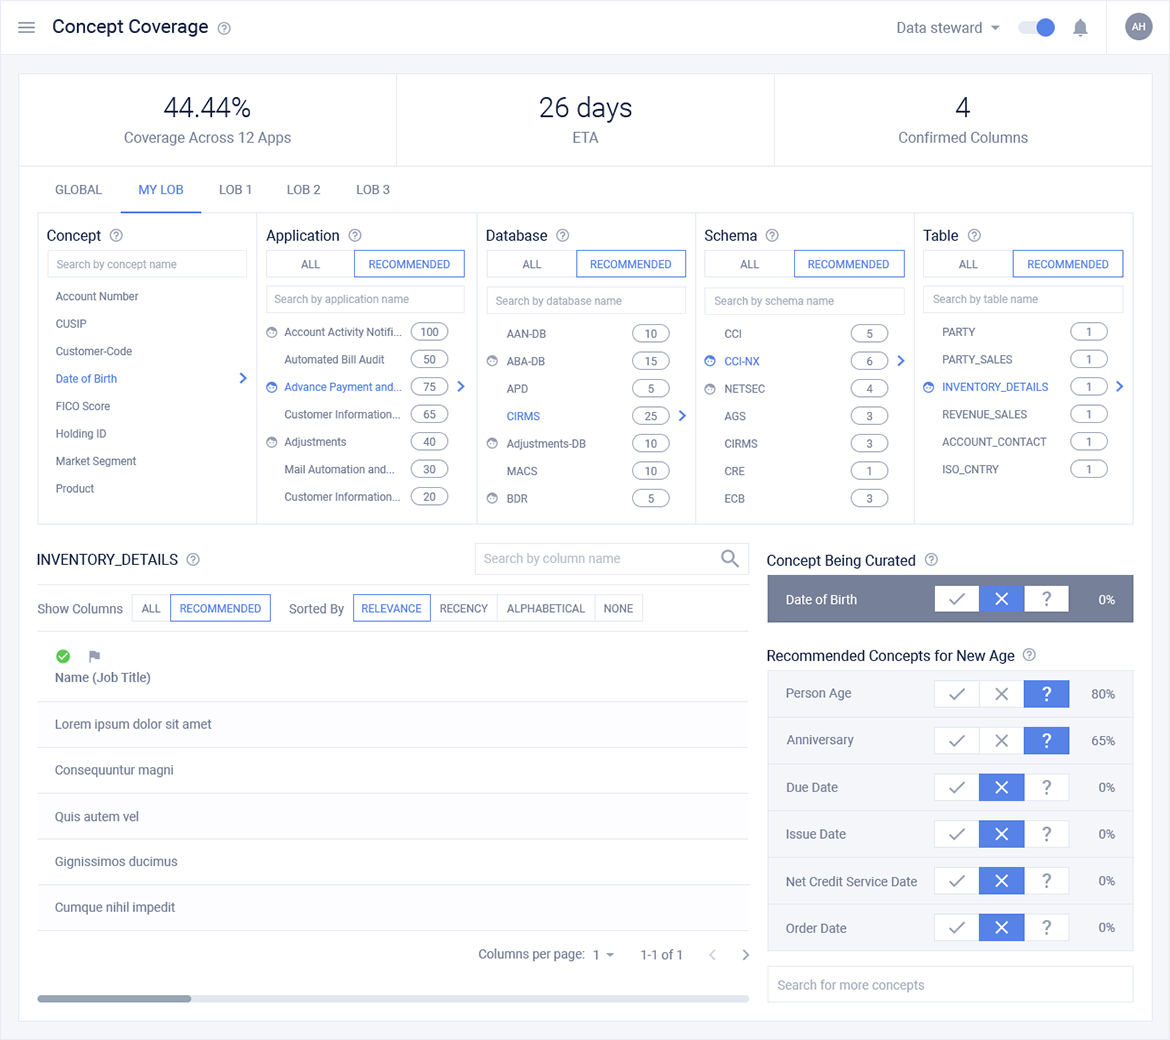 Concept Coverage ?
Data steward
AH
44.44%
Coverage Across 12 Apps
26 days
ETA
4
Confirmed Columns
GLOBAL MY LOB LOB 1 LOB 2 LOB 3
Concept ?
Search by concept name
Account Number
CUSIP
Customer-Code
Date of Birth
FICO Score
Holding ID
Market Segment
Product
Application ?
ALL RECOMMENDED
Search by application name
Account Activity Notifi... 100
Automated Bill Audit 50
Advance Payment and... 75
Customer Information... 65
Adjustments 40
Mail Automation and... 30
Customer Information... 20
Database ?
ALL RECOMMENDED
Search by database name
AAN-DB 10
ABA-DB 15
APD 5
CIRMS 25
Adjustments-DB 10
MACS 10
BDR 5
Schema ?
ALL RECOMMENDED
Search by schema name
CCI 5
CCI-NX 6
NETSEC 4
AGS 3
CIRMS 3
CRE 1
ECB 3
Table ?
ALL RECOMMENDED
Search by table name
PARTY 1
PARTY_SALES 1
INVENTORY_DETAILS 1
REVENUE_SALES 1
ACCOUNT_CONTACT 1
ISO_CNTRY 1
INVENTORY_DETAILS ?
Search by column name
Show Columns ALL RECOMMENDED Sorted By RELEVANCE RECENCY ALPHABETICAL NONE
Name (Job Title)
Lorem ipsum dolor sit amet
Consequuntur magni
Quis autem vel
Gignissimos ducimus
Cumque nihil impedit
Columns per page: 1 1-1 of 1
Concept Being Curated ?
Date of Birth ? 0%
Recommended Concepts for New Age ?
Person Age ? 80%
Anniversary ? 65%
Due Date ? 0%
Issue Date ? 0%
Net Credit Service Date ? 0%
Order Date ? 0%
Search for more concepts